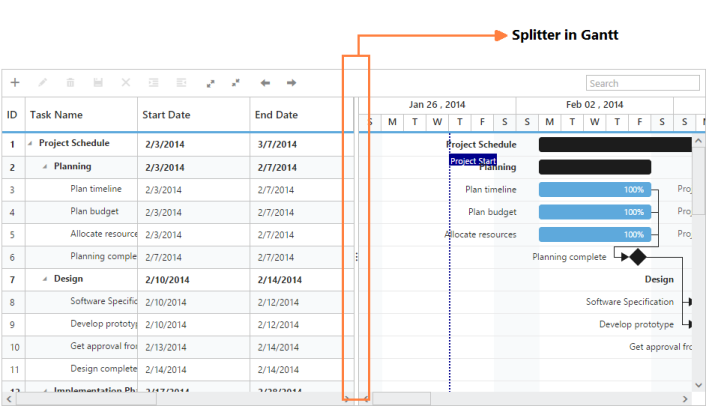 Splitter in Gantt
Search
ID Task Name Start Date End Date
Jan 26 , 2014 Feb 02 , 2014
S M T W T F S S M T W T F S S
1 Project Schedule 2/3/2014 3/7/2014 Project Schedule
2 Planning 2/3/2014 2/7/2014 Project Start Planning
3 Plan timeline 2/3/2014 2/7/2014 Plan timeline 100% Proj
4 Plan budget 2/3/2014 2/7/2014 Plan budget 100% Proj
5 Allocate resource 2/3/2014 2/7/2014 Allocate resources 100% Proj
6 Planning comple 2/7/2014 2/7/2014 Planning complete
7 Design 2/10/2014 2/14/2014 Design
8 Software Specific 2/10/2014 2/12/2014 Software Specification
9 Develop prototyp 2/10/2014 2/12/2014 Develop prototype
10 Get approval fro 2/13/2014 2/14/2014 Get approval fro
11 Design complete 2/14/2014 2/14/2014
12 Implementation Ph 2/17/2014 2/28/2014